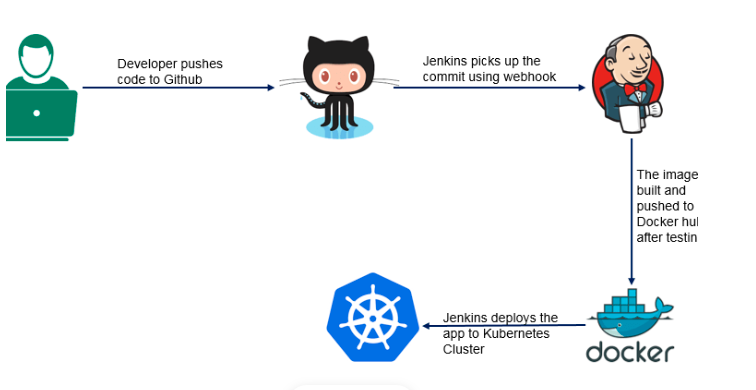 Developer pushes
code to Github
Jenkins picks up the
commit using webhook
The image
built and
pushed to
Docker hu
after testin
Jenkins deploys the
app to Kubernetes
Cluster
docker